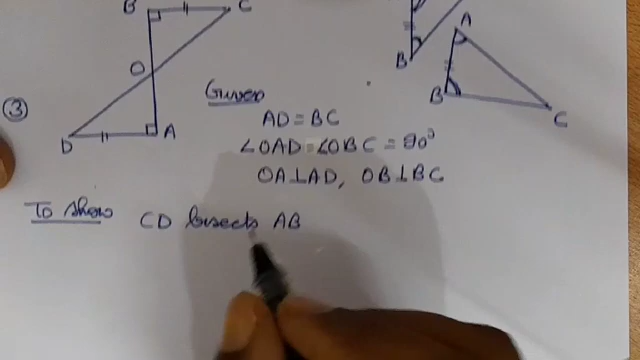 B C
A
O
B
③
Given
A
B
AD = BC
C
D A
∠OAD = ∠OBC = 90°
OA⊥AD, OB⊥BC
To show CD bisects AB